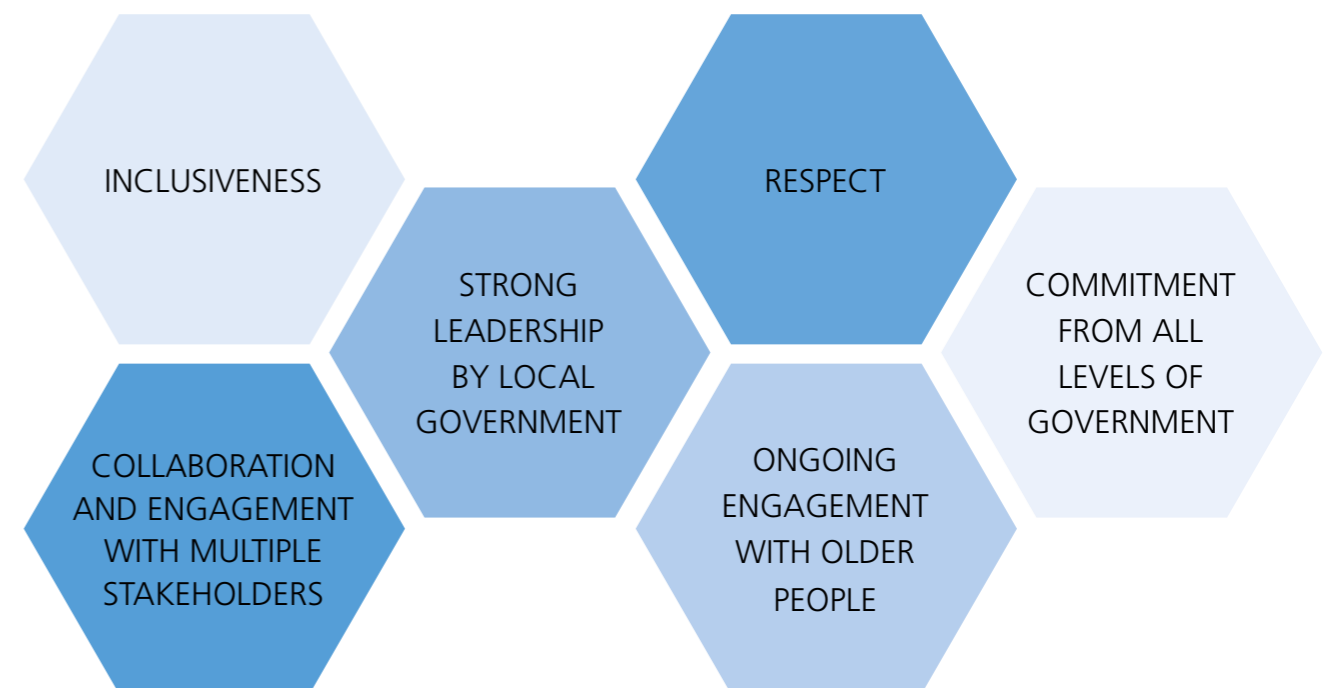 INCLUSIVENESS
RESPECT
STRONG
LEADERSHIP
BY LOCAL
GOVERNMENT
COMMITMENT
FROM ALL
LEVELS OF
GOVERNMENT
COLLABORATION
AND ENGAGEMENT
WITH MULTIPLE
STAKEHOLDERS
ONGOING
ENGAGEMENT
WITH OLDER
PEOPLE